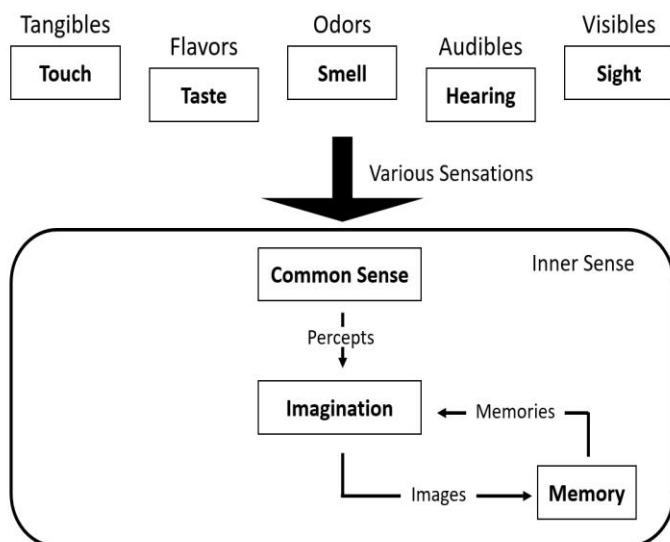 Tangibles
Touch
Flavors
Taste
Odors
Smell
Audibles
Hearing
Visibles
Sight
Various Sensations
Inner Sense
Common Sense
Percepts
Imagination
Memories
Images
Memory